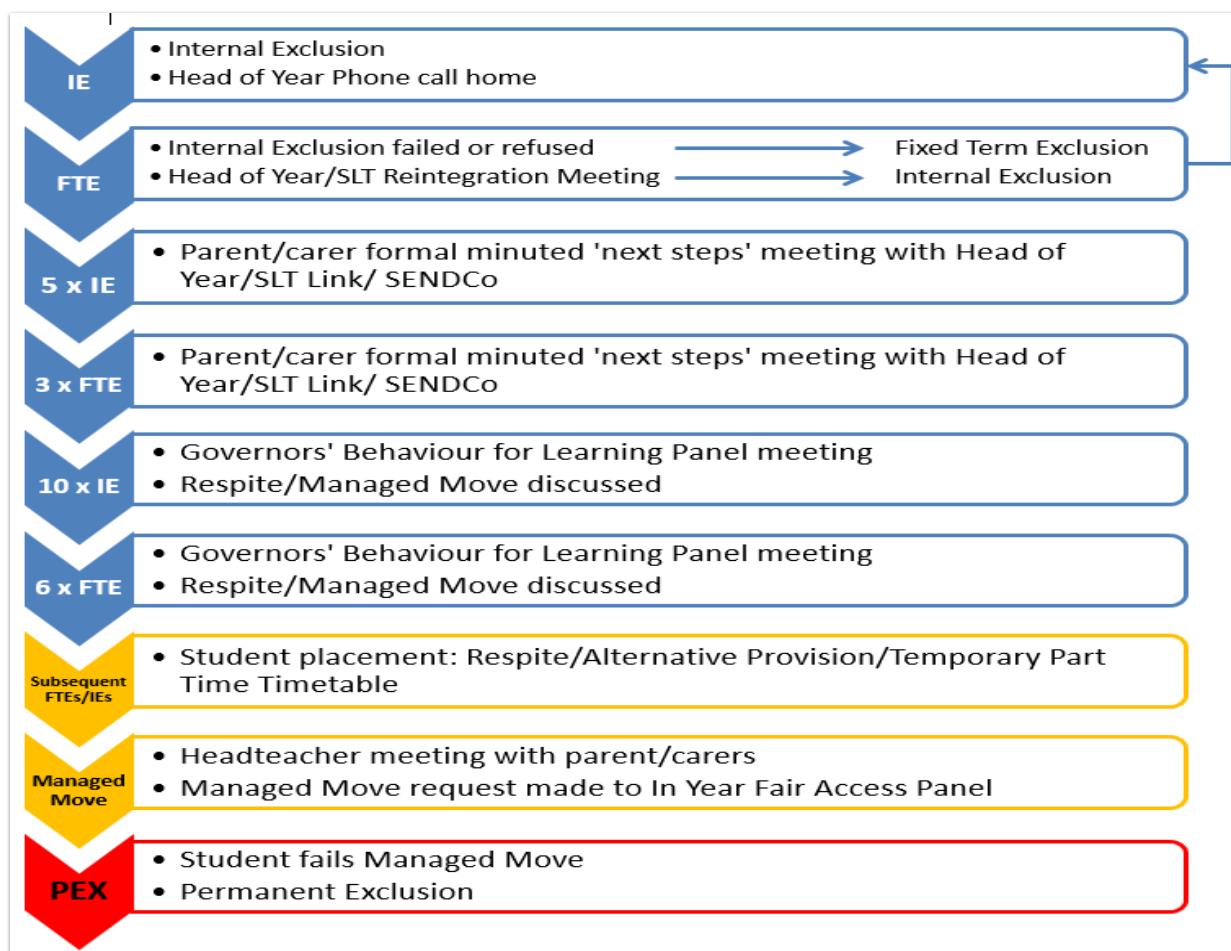 IE
• Internal Exclusion
• Head of Year Phone call home
FTE
• Internal Exclusion failed or refused Fixed Term Exclusion
• Head of Year/SLT Reintegration Meeting Internal Exclusion
5 x IE
• Parent/carer formal minuted 'next steps' meeting with Head of
Year/SLT Link/ SENDCo
3 x FTE
• Parent/carer formal minuted 'next steps' meeting with Head of
Year/SLT Link/ SENDCo
10 x IE
• Governors' Behaviour for Learning Panel meeting
• Respite/Managed Move discussed
6 x FTE
• Governors' Behaviour for Learning Panel meeting
• Respite/Managed Move discussed
Subsequent
FTEs/IEs
• Student placement: Respite/Alternative Provision/Temporary Part
Time Timetable
Managed
Move
• Headteacher meeting with parent/carers
• Managed Move request made to In Year Fair Access Panel
PEX
• Student fails Managed Move
• Permanent Exclusion